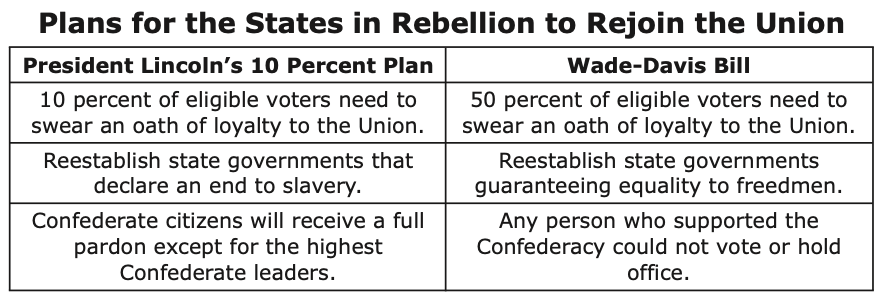 Plans for the States in Rebellion to Rejoin the Union
President Lincoln's 10 Percent Plan
Wade-Davis Bill
10 percent of eligible voters need to
swear an oath of loyalty to the Union.
50 percent of eligible voters need to
swear an oath of loyalty to the Union.
Reestablish state governments that
declare an end to slavery.
Reestablish state governments
guaranteeing equality to freedmen.
Confederate citizens will receive a full
pardon except for the highest
Confederate leaders.
Any person who supported the
Confederacy could not vote or hold
office.